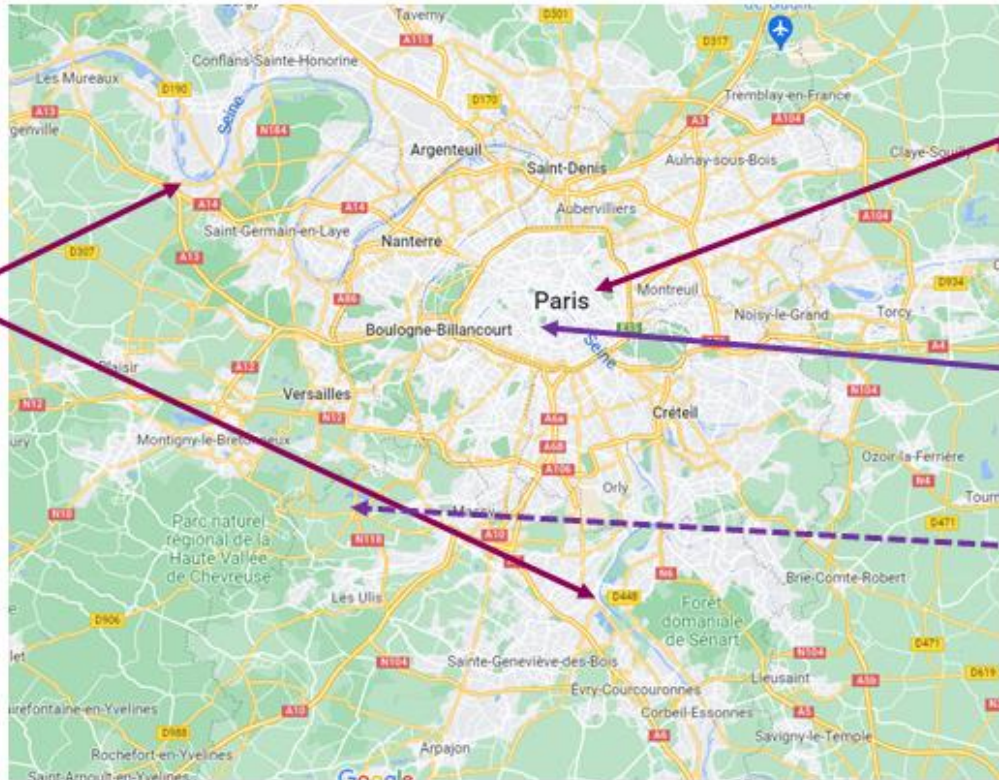 Taverny
D301
A115
D317
Conflans-Sainte-Honorine
Les Mureaux
D190
D170
Tremblay-en-France
A13
Seine
A3
A104
N184
Argenteuil
Aulnay-sous-Bois
Claye-Souilly
Saint-Denis
A14
A14
Aubervilliers
A104
Saint-Germain-en-Laye
Nanterre
D307
A13
A86
Paris
Montreuil
D934
Noisy-le-Grand
Torcy
Boulogne-Billancourt
Seine
A4
Plaisir
A12
Versailles
N104
N12
N12
Créteil
A6a
Montigny-le-Bretonneux
A6B
Ozoir-la-Ferrière
A106
N4
Orly
N10
Massy
D471
Parc naturel
régional de la
Haute Vallée
de Chevreuse
A10
N118
N6
Brie-Comte-Robert
Les Ulis
D448
Forêt
domaniale
de Sénart
D906
D471
N104
Sainte-Geneviève-des-Bois
N104
Lieusaint
A5b
D619
Évry-Courcouronnes
A10
Corbeil-Essonnes
A5
D988
A6
Savigny-le-Temple
Arpajon
Rochefort-en-Yvelines
Saint-Arnoult-en-Yvelines
Google